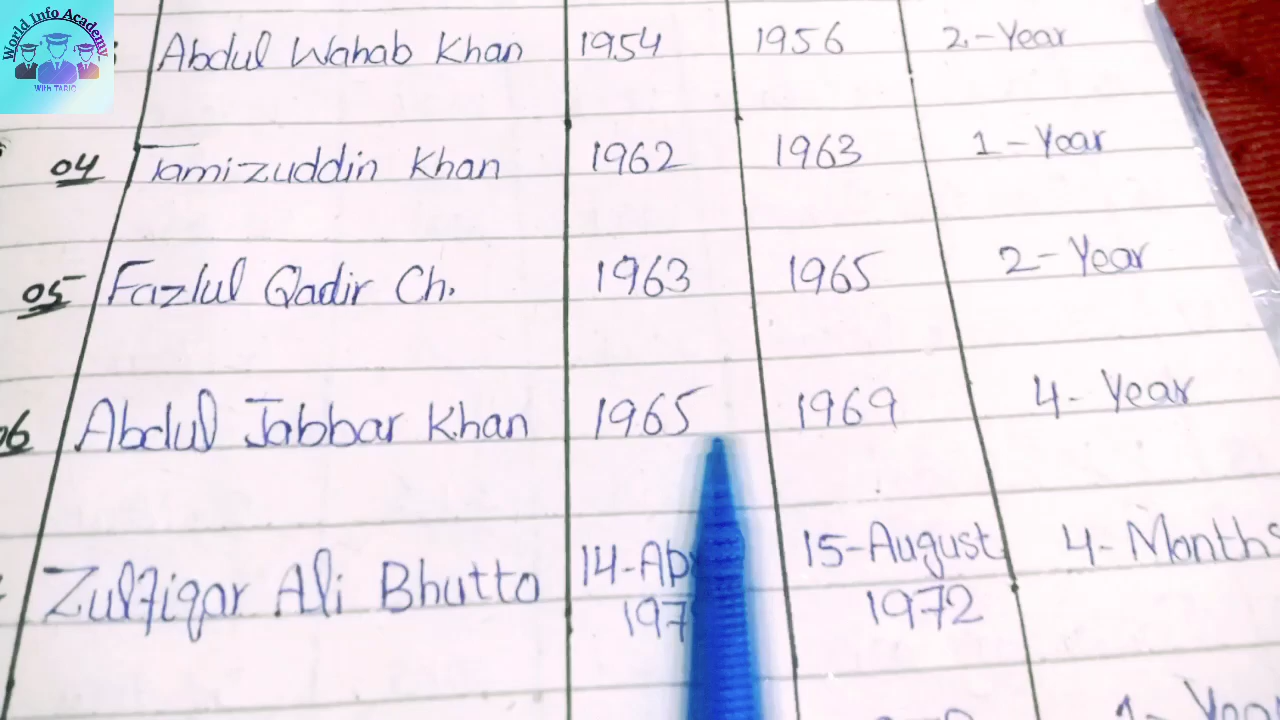 World Info Academy
With TARIQ
Abdul Wahab Khan 1954 1956 2-Year
04 Tamizuddin Khan 1962 1963 1-Year
05 Fazlul Qadir Ch. 1963 1965 2-Year
06 Abdul Jabbar Khan 1965 1969 4-Year
Zulfiqar Ali Bhutto 14-Ap 15-August 4-Months
197 1972